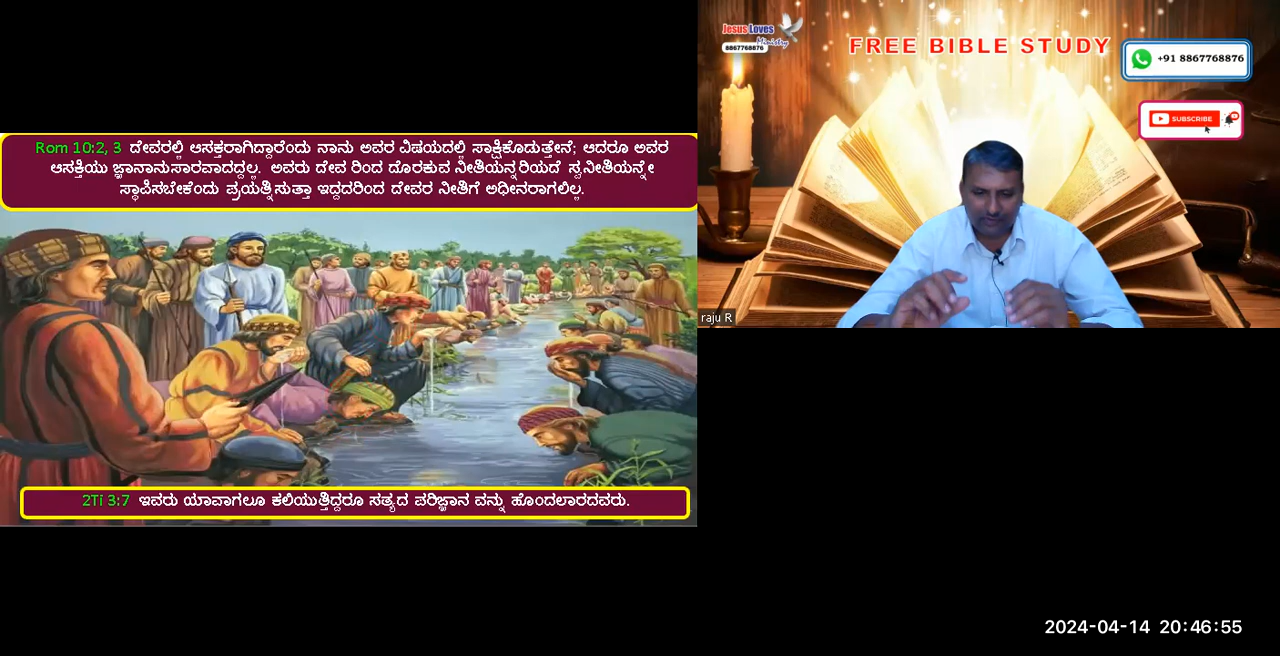 Rom 10:2, 3 ದೇವರಲ್ಲಿ ಆಸಕ್ತರಾಗಿದ್ದಾರೆಂದು ನಾನು ಅವರ ವಿಷಯದಲ್ಲಿ ಸಾಕ್ಷಿಕೊಡುತ್ತೇನೆ; ಆದರೂ ಅವರ
ಆಸಕ್ತಿಯು ಜ್ಞಾನಾನುಸಾರವಾದದ್ದಲ್ಲ. ಅವರು ದೇವ ರಿಂದ ದೊರಕುವ ನೀತಿಯನ್ನರಿಯದೆ ಸ್ವನೀತಿಯನ್ನೇ
ಸ್ಥಾಪಿಸಬೇಕೆಂದು ಪ್ರಯತ್ನಿಸುತ್ತಾ ಇದ್ದದರಿಂದ ದೇವರ ನೀತಿಗೆ ಅಧೀನರಾಗಲಿಲ್ಲ.
2Ti 3:7 ಇವರು ಯಾವಾಗಲೂ ಕಲಿಯುತ್ತಿದ್ದರೂ ಸತ್ಯದ ಪರಿಜ್ಞಾನ ವನ್ನು ಹೊಂದಲಾರದವರು.
Jesus Loves
Ministry
8867768876
FREE BIBLE STUDY
+91 8867768876
SUBSCRIBE
raju R
2024-04-14 20:46:55